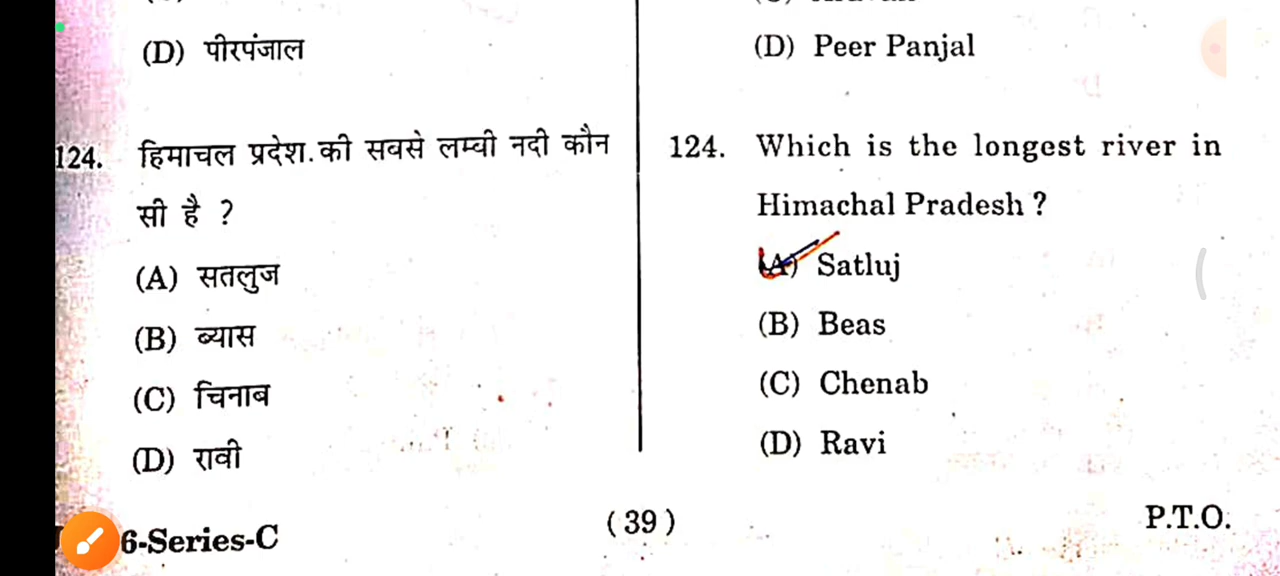 (D) पीरपंजाल
124. हिमाचल प्रदेश.की सबसे लम्बी नदी कौन
सी है ?
(A) सतलुज
(B) ब्यास
(C) चिनाब
(D) रावी
(D) Peer Panjal
124. Which is the longest river in
Himachal Pradesh ?
(A) Satluj
(B) Beas
(C) Chenab
(D) Ravi
6-Series-C
(39)
P.T.O.